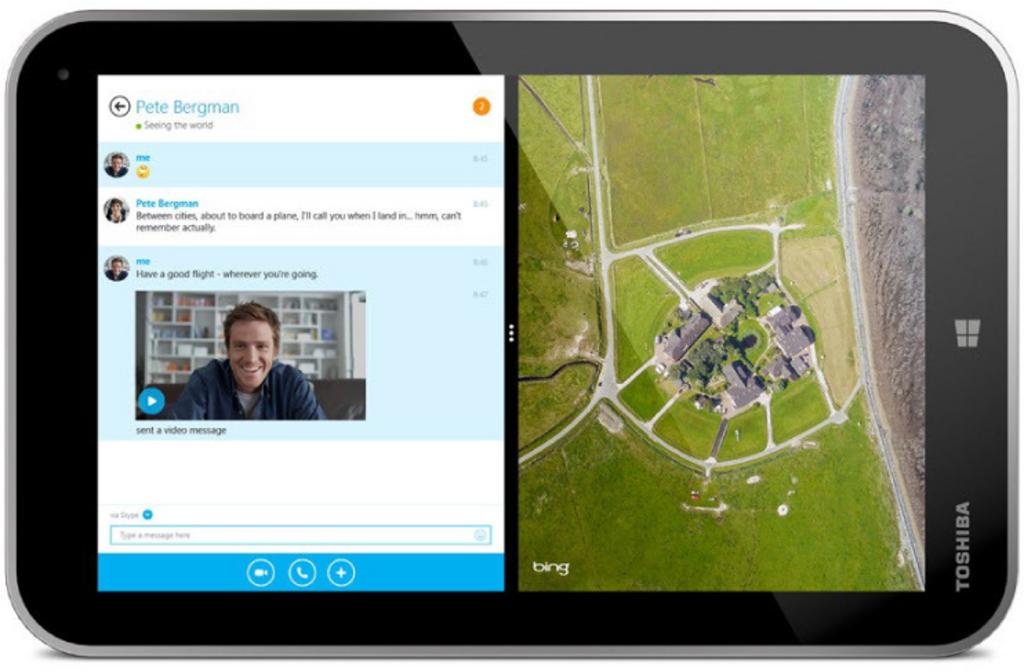 Pete Bergman
2
Seeing the world
me
8:45
Pete Bergman
8:45
Between cities, about to board a plane, I'll call you when I land in... hmm, can't
remember actually.
me
8:46
Have a good flight - wherever you're going.
8:47
sent a video message
via Skype
Type a message here
bing
TOSHIBA